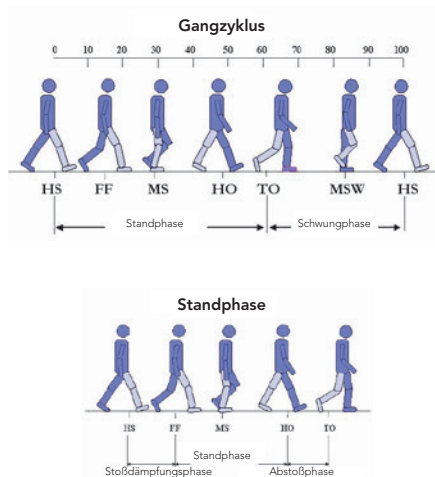 Gangzyklus
0 10 20 30 40 50 60 70 80 90 100
HS FF MS HO TO MSW HS
Standphase Schwungphase
Standphase
HS FF MS HO TO
Standphase
Stoßdämpfungsphase Abstoßphase